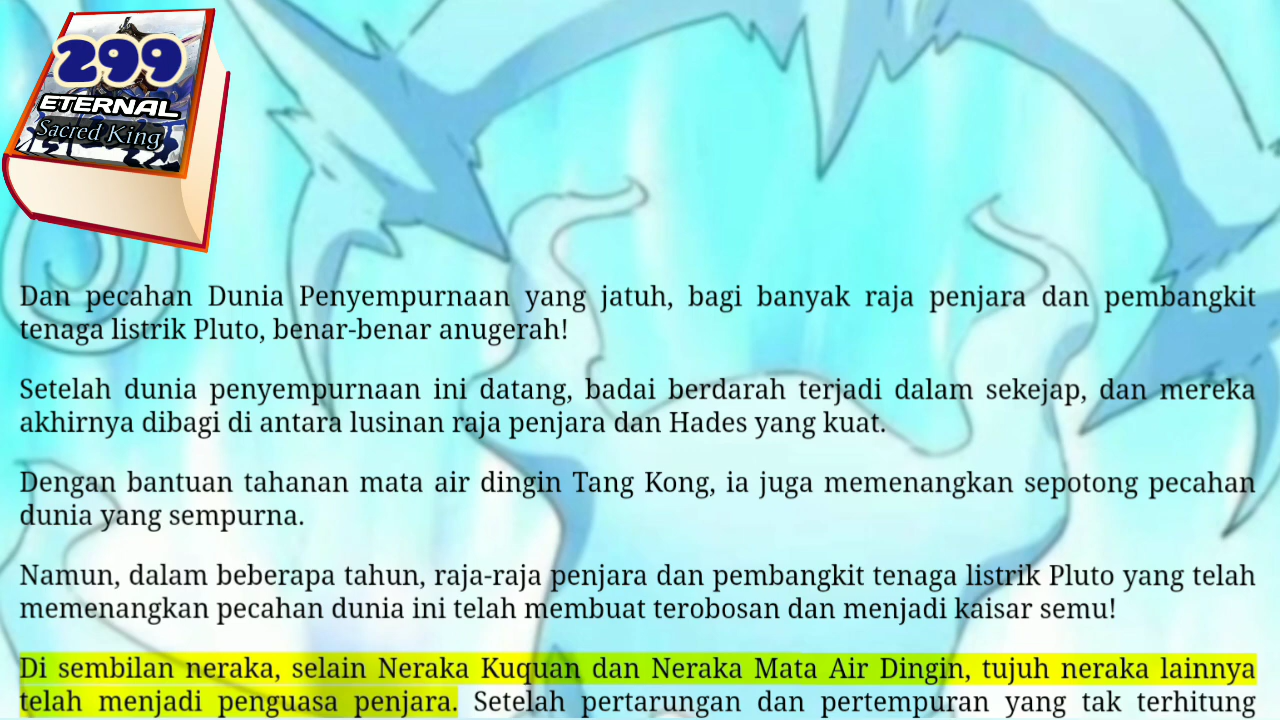 299
ETERNAL
Sacred King
Dan pecahan Dunia Penyempurnaan yang jatuh, bagi banyak raja penjara dan pembangkit
tenaga listrik Pluto, benar-benar anugerah!
Setelah dunia penyempurnaan ini datang, badai berdarah terjadi dalam sekejap, dan mereka
akhirnya dibagi di antara lusinan raja penjara dan Hades yang kuat.
Dengan bantuan tahanan mata air dingin Tang Kong, ia juga memenangkan sepotong pecahan
dunia yang sempurna.
Namun, dalam beberapa tahun, raja-raja penjara dan pembangkit tenaga listrik Pluto yang telah
memenangkan pecahan dunia ini telah membuat terobosan dan menjadi kaisar semu!
Di sembilan neraka, selain Neraka Kuquan dan Neraka Mata Air Dingin, tujuh neraka lainnya
telah menjadi penguasa penjara. Setelah pertarungan dan pertempuran yang tak terhitung